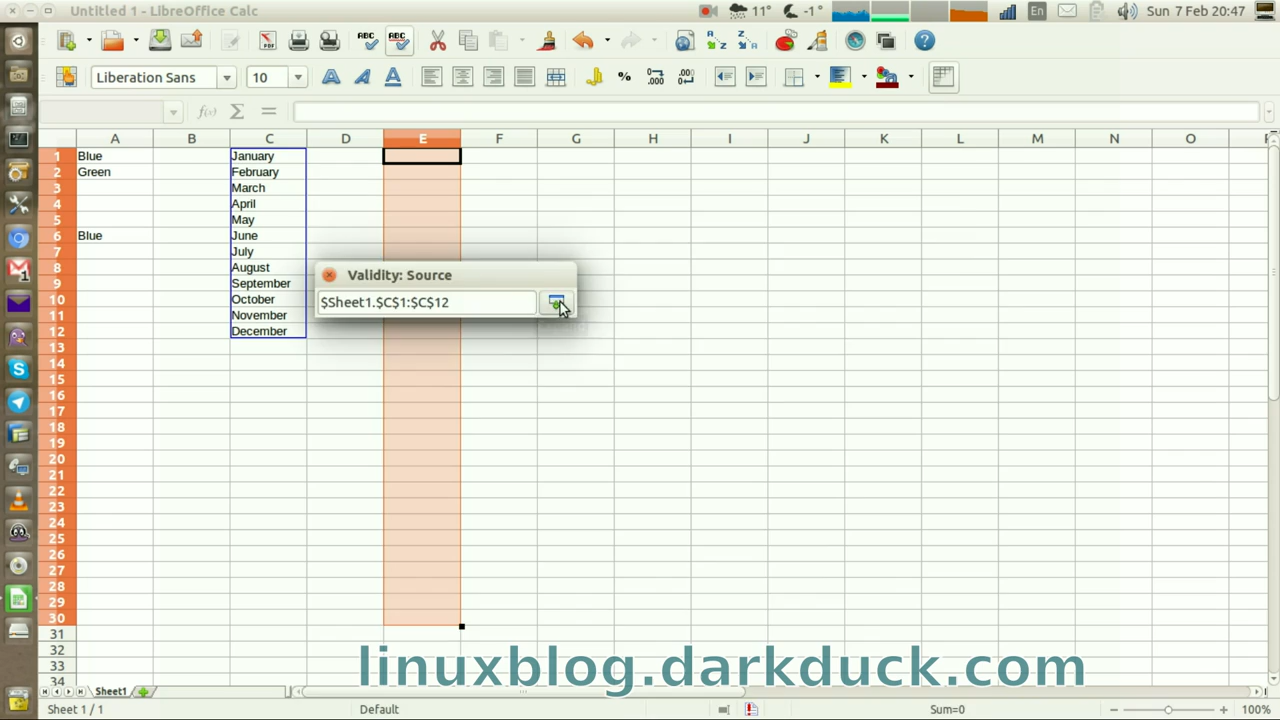 Untitled 1 - LibreOffice Calc
11°
-1°
En
Sun 7 Feb 20:47
Liberation Sans
10
A B C D E F G H I J K L M N O
1 Blue January
2 Green February
3 March
4 April
5 May
6 Blue June
7 July
8 August
9 September
10 October
11 November
12 December
13
14
15
16
17
18
19
20
21
22
23
24
25
26
27
28
29
30
31
32
33
34
Validity: Source
$Sheet1.$C$1:$C$12
linuxblog.darkduck.com
Sheet1
Sheet 1 / 1 Default Sum=0 100%